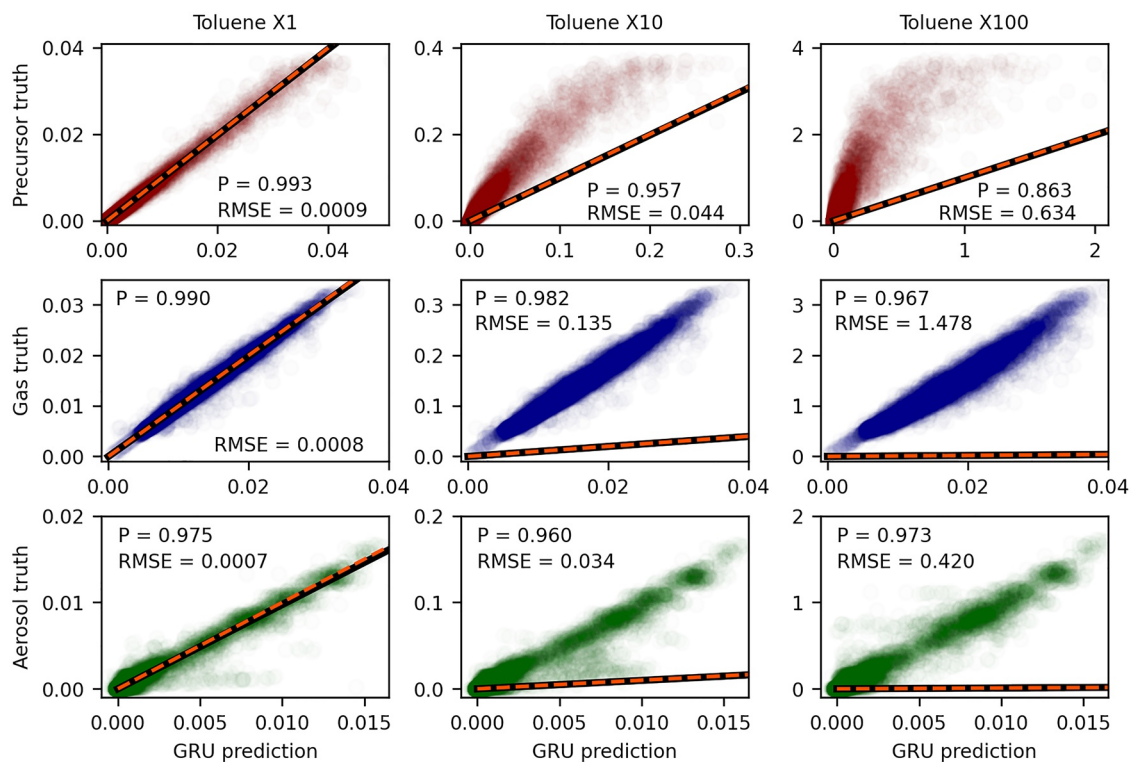 Toluene X1 Toluene X10 Toluene X100
Precursor truth
0.04 0.02 0.00
P = 0.993
RMSE = 0.0009
0.00 0.02 0.04
0.4 0.2 0.0
P = 0.957
RMSE = 0.044
0.0 0.1 0.2 0.3
4 2 0
P = 0.863
RMSE = 0.634
0 1 2
Gas truth
0.03 0.02 0.01 0.00
P = 0.990
RMSE = 0.0008
0.00 0.02 0.04
0.3 0.2 0.1 0.0
P = 0.982
RMSE = 0.135
0.00 0.02 0.04
3 2 1 0
P = 0.967
RMSE = 1.478
0.00 0.02 0.04
Aerosol truth
0.02 0.01 0.00
P = 0.975
RMSE = 0.0007
0.000 0.005 0.010 0.015
GRU prediction
0.2 0.1 0.0
P = 0.960
RMSE = 0.034
0.000 0.005 0.010 0.015
GRU prediction
2 1 0
P = 0.973
RMSE = 0.420
0.000 0.005 0.010 0.015
GRU prediction